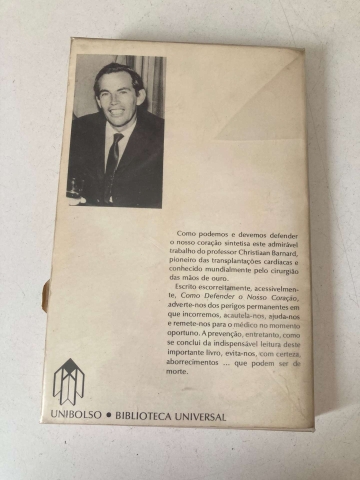 Como podemos e devemos defender
o nosso coração sintetisa este admirável
trabalho do professor Christiaan Barnard,
pioneiro das transplantações cardíacas e
conhecido mundialmente pelo cirurgião
das mãos de ouro.
Escrito escorreitamente, acessivelmen-
te, Como Defender o Nosso Coração,
adverte-nos dos perigos permanentes em
que incorremos, acautela-nos, ajuda-nos
e remete-nos para o médico no momento
oportuno. A prevenção, entretanto, como
se conclui da indispensável leitura deste
importante livro, evita-nos, com certeza,
aborrecimentos ... que podem ser de
morte.
UNIBOLSO • BIBLIOTECA UNIVERSAL